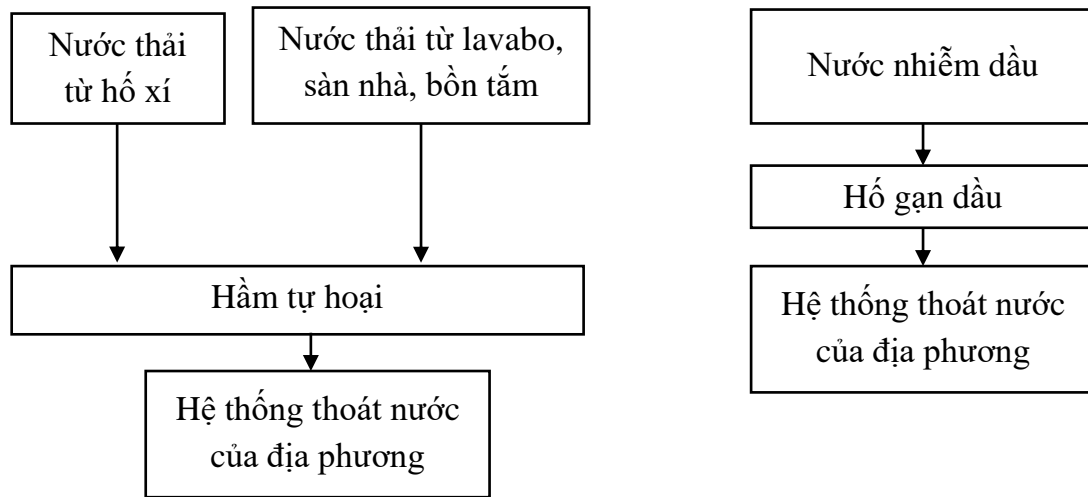 Nước thải
từ hố xí
Nước thải từ lavabo,
sàn nhà, bồn tắm
Nước nhiễm dầu
Hố gạn dầu
Hầm tự hoại
Hệ thống thoát nước
của địa phương
Hệ thống thoát nước
của địa phương